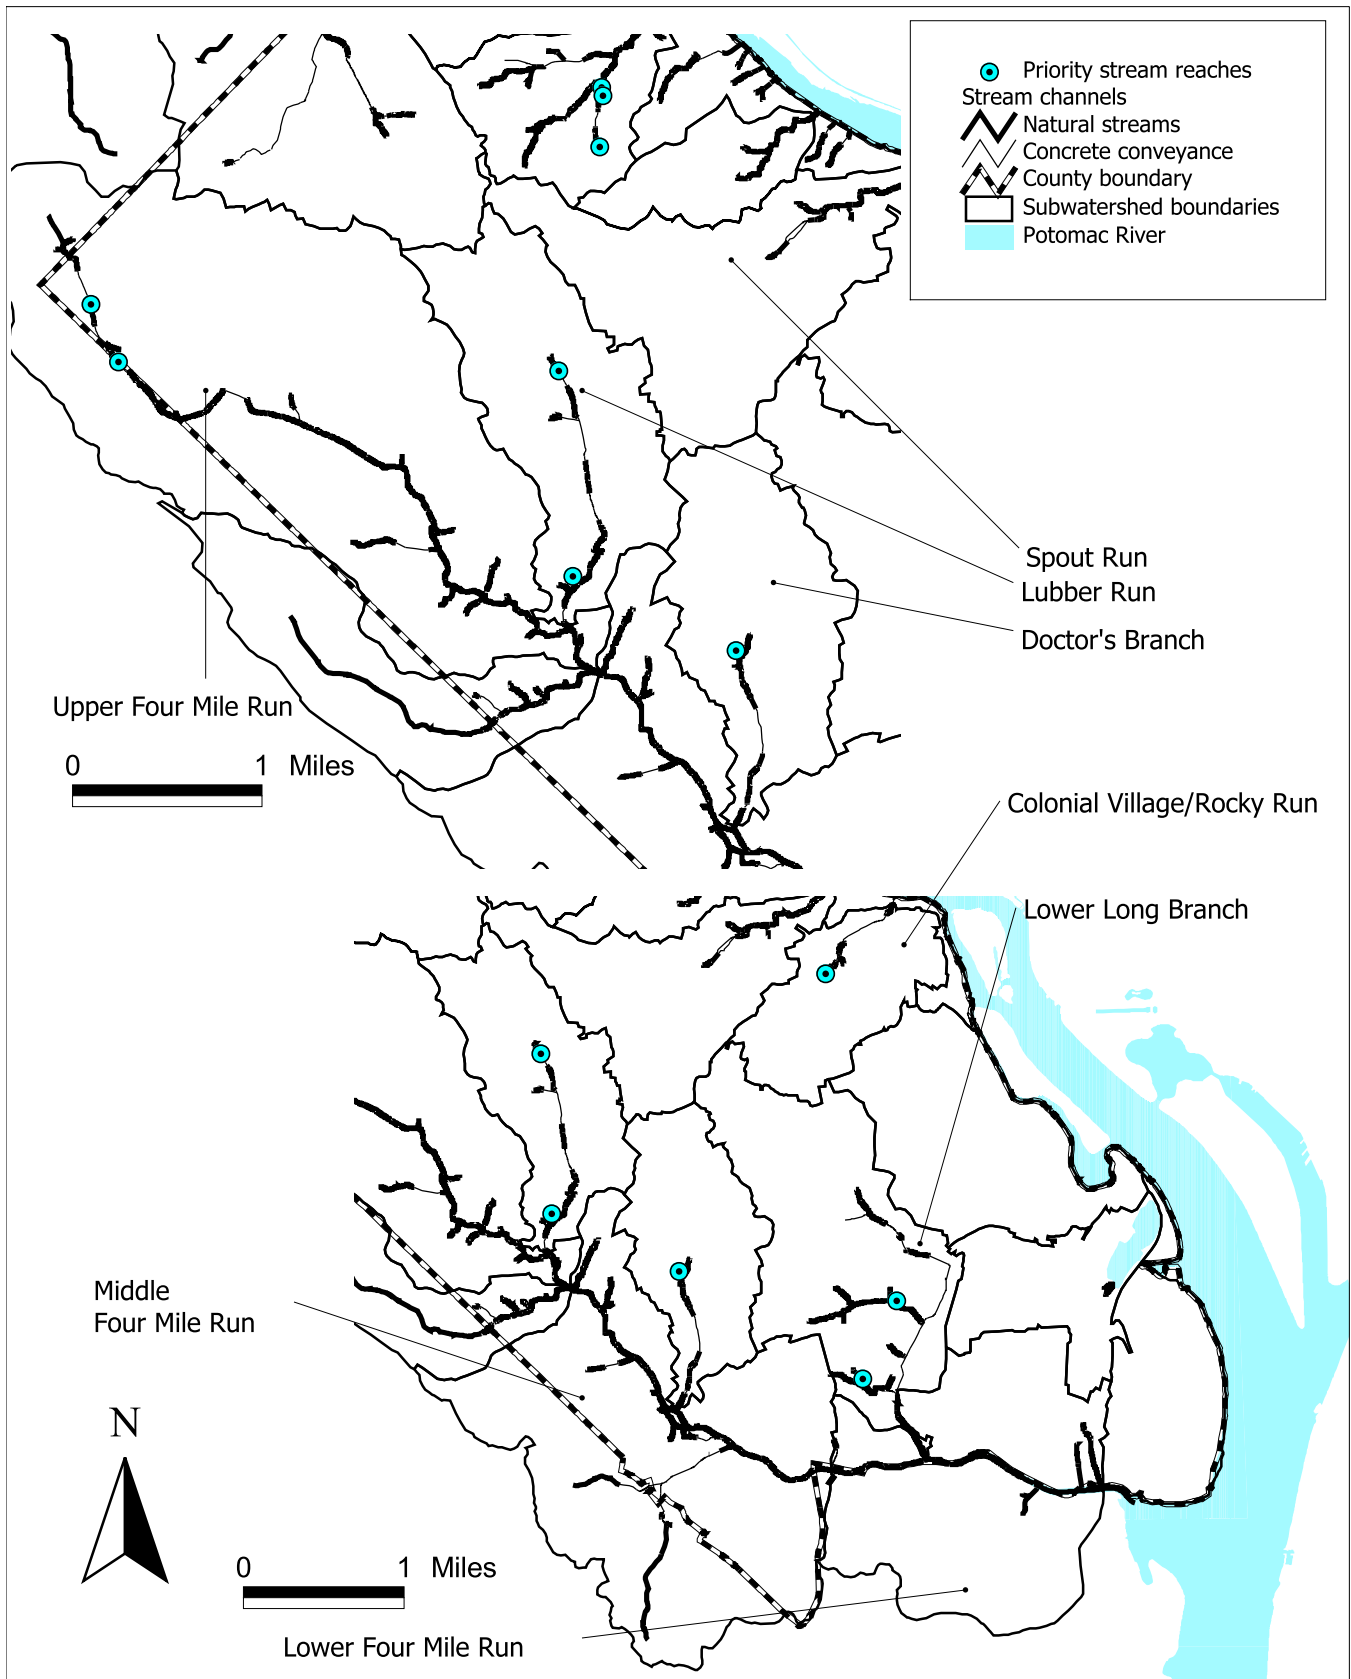 Priority stream reaches
Stream channels
Natural streams
Concrete conveyance
County boundary
Subwatershed boundaries
Potomac River
Spout Run
Lubber Run
Doctor's Branch
Upper Four Mile Run
0 1 Miles
Colonial Village/Rocky Run
Lower Long Branch
Middle
Four Mile Run
N
0 1 Miles
Lower Four Mile Run